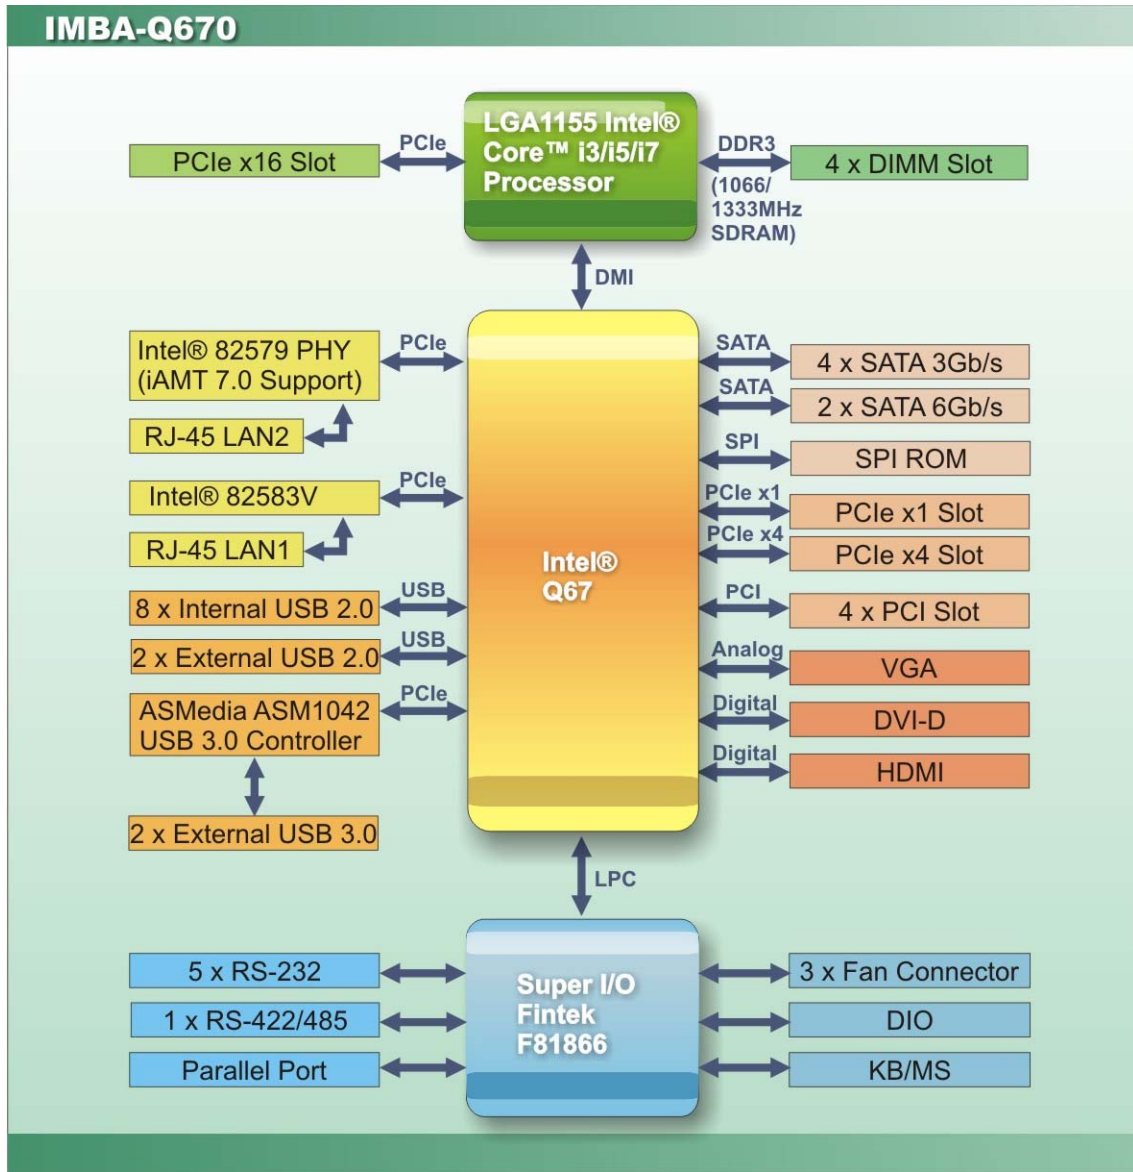 IMBA-Q670
LGA1155 Intel®
Core™ i3/i5/i7
Processor
PCIe
PCIe x16 Slot
DDR3
(1066/
1333MHz
SDRAM)
4 x DIMM Slot
DMI
Intel® 82579 PHY
(iAMT 7.0 Support)
PCIe
RJ-45 LAN2
Intel® 82583V
PCIe
RJ-45 LAN1
8 x Internal USB 2.0
USB
2 x External USB 2.0
USB
ASMedia ASM1042
USB 3.0 Controller
PCIe
2 x External USB 3.0
Intel®
Q67
SATA
4 x SATA 3Gb/s
SATA
2 x SATA 6Gb/s
SPI
SPI ROM
PCIe x1
PCIe x1 Slot
PCIe x4
PCIe x4 Slot
PCI
4 x PCI Slot
Analog
VGA
Digital
DVI-D
Digital
HDMI
LPC
5 x RS-232
1 x RS-422/485
Parallel Port
Super I/O
Fintek
F81866
3 x Fan Connector
DIO
KB/MS